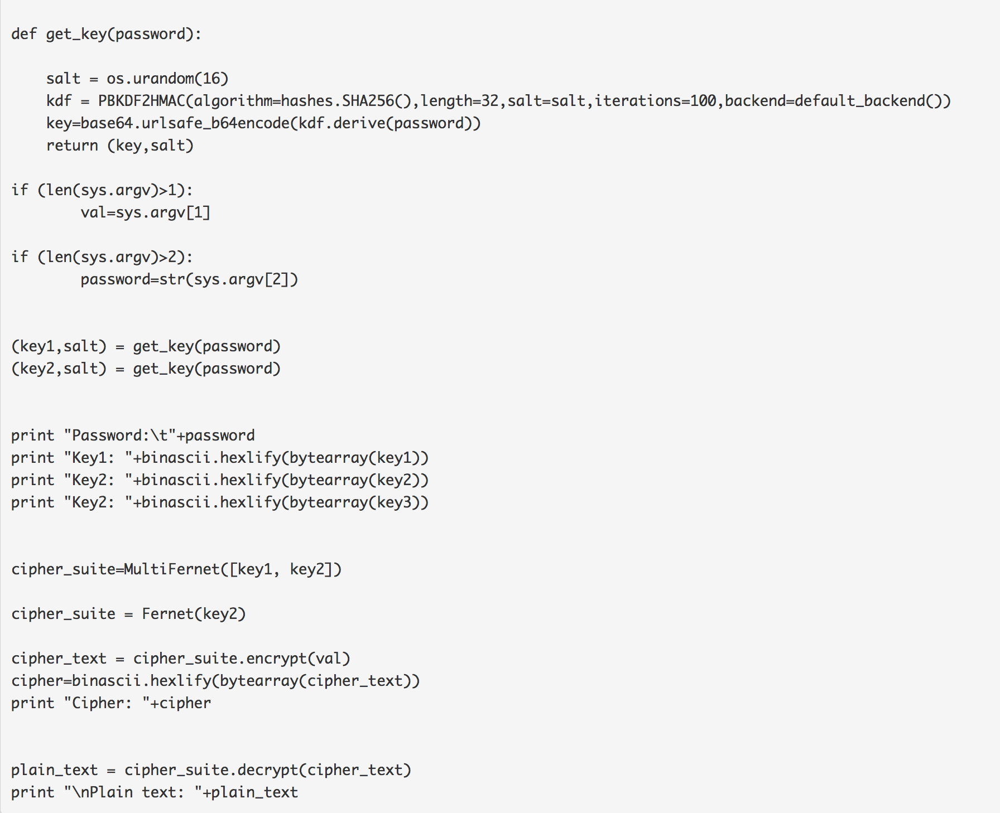 def get_key(password):
    salt = os.urandom(16)
    kdf = PBKDF2HMAC(algorithm=hashes.SHA256(),length=32,salt=salt,iterations=100,backend=default_backend())
    key=base64.urlsafe_b64encode(kdf.derive(password))
    return (key,salt)
if (len(sys.argv)>1):
        val=sys.argv[1]
if (len(sys.argv)>2):
        password=str(sys.argv[2])
(key1,salt) = get_key(password)
(key2,salt) = get_key(password)
print "Password:\t"+password
print "Key1: "+binascii.hexlify(bytearray(key1))
print "Key2: "+binascii.hexlify(bytearray(key2))
print "Key2: "+binascii.hexlify(bytearray(key3))
cipher_suite=MultiFernet([key1, key2])
cipher_suite = Fernet(key2)
cipher_text = cipher_suite.encrypt(val)
cipher=binascii.hexlify(bytearray(cipher_text))
print "Cipher: "+cipher
plain_text = cipher_suite.decrypt(cipher_text)
print "\nPlain text: "+plain_text